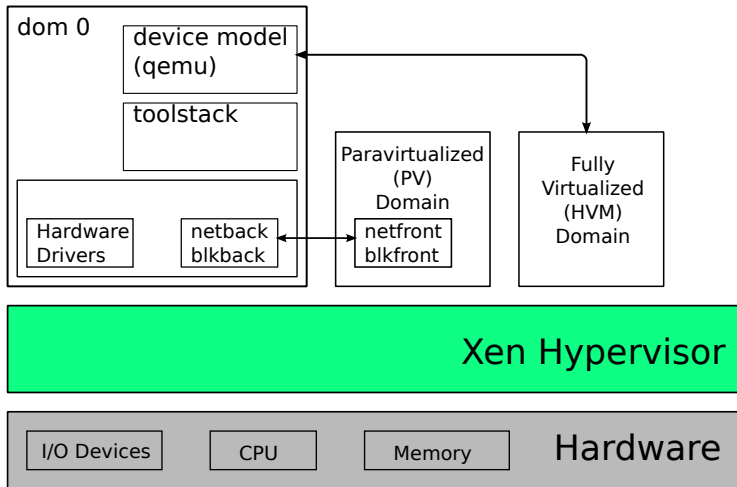 dom 0
device model
(qemu)
toolstack
Hardware
Drivers
netback
blkback
Paravirtualized
(PV)
Domain
netfront
blkfront
Fully
Virtualized
(HVM)
Domain
Xen Hypervisor
I/O Devices
CPU
Memory
Hardware